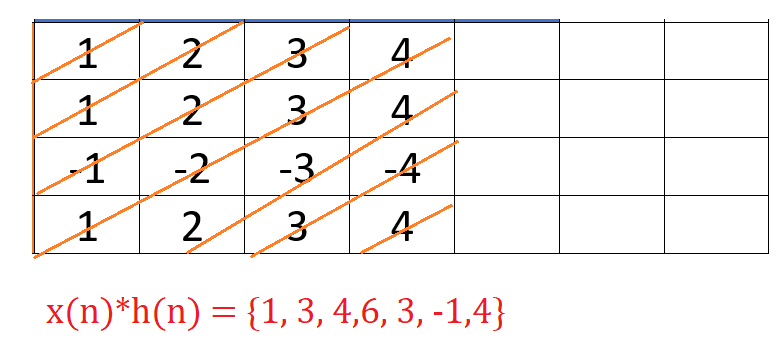 1 2 3 4
1 2 3 4
-1 -2 -3 -4
1 2 3 4
x(n)*h(n) = {1, 3, 4,6, 3, -1,4}